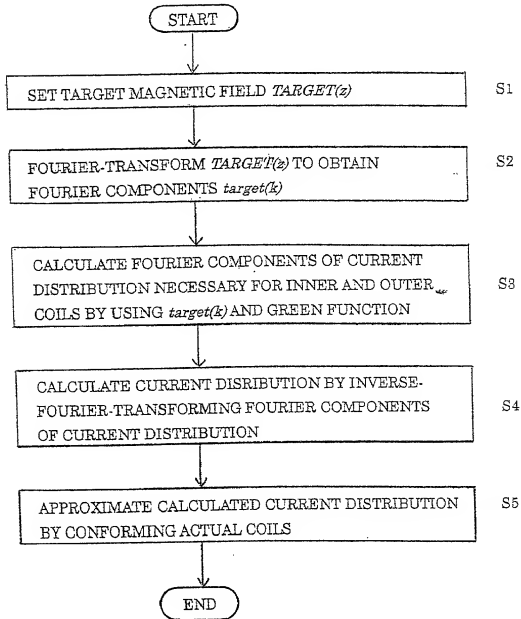 START
SET TARGET MAGNETIC FIELD TARGET(z) S1
FOURIER-TRANSFORM TARGET(z) TO OBTAIN S2
FOURIER COMPONENTS target(k)
CALCULATE FOURIER COMPONENTS OF CURRENT
DISTRIBUTION NECESSARY FOR INNER AND OUTER S3
COILS BY USING target(k) AND GREEN FUNCTION
CALCULATE CURRENT DISRIBUTION BY INVERSE-
FOURIER-TRANSFORMING FOURIER COMPONENTS S4
OF CURRENT DISTRIBUTION
APPROXIMATE CALCULATED CURRENT DISTRIBUTION S5
BY CONFORMING ACTUAL COILS
END